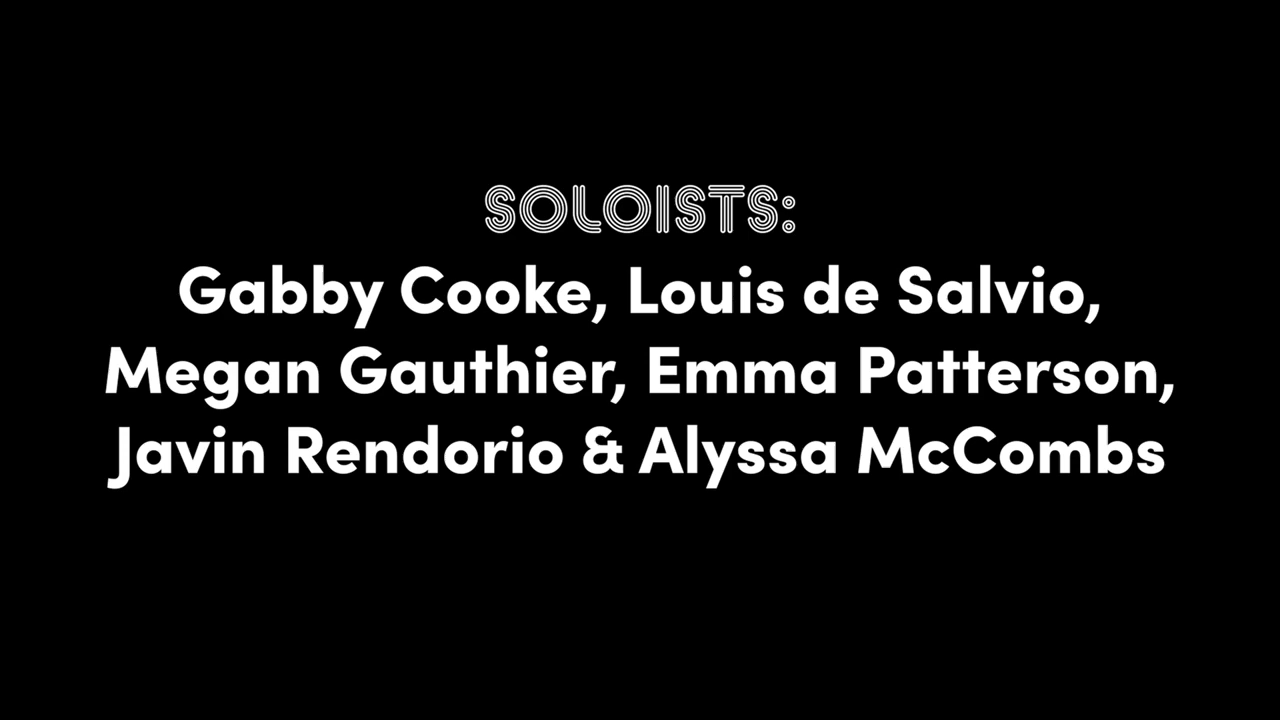 SOLOISTS:
Gabby Cooke, Louis de Salvio,
Megan Gauthier, Emma Patterson,
Javin Rendorio & Alyssa McCombs